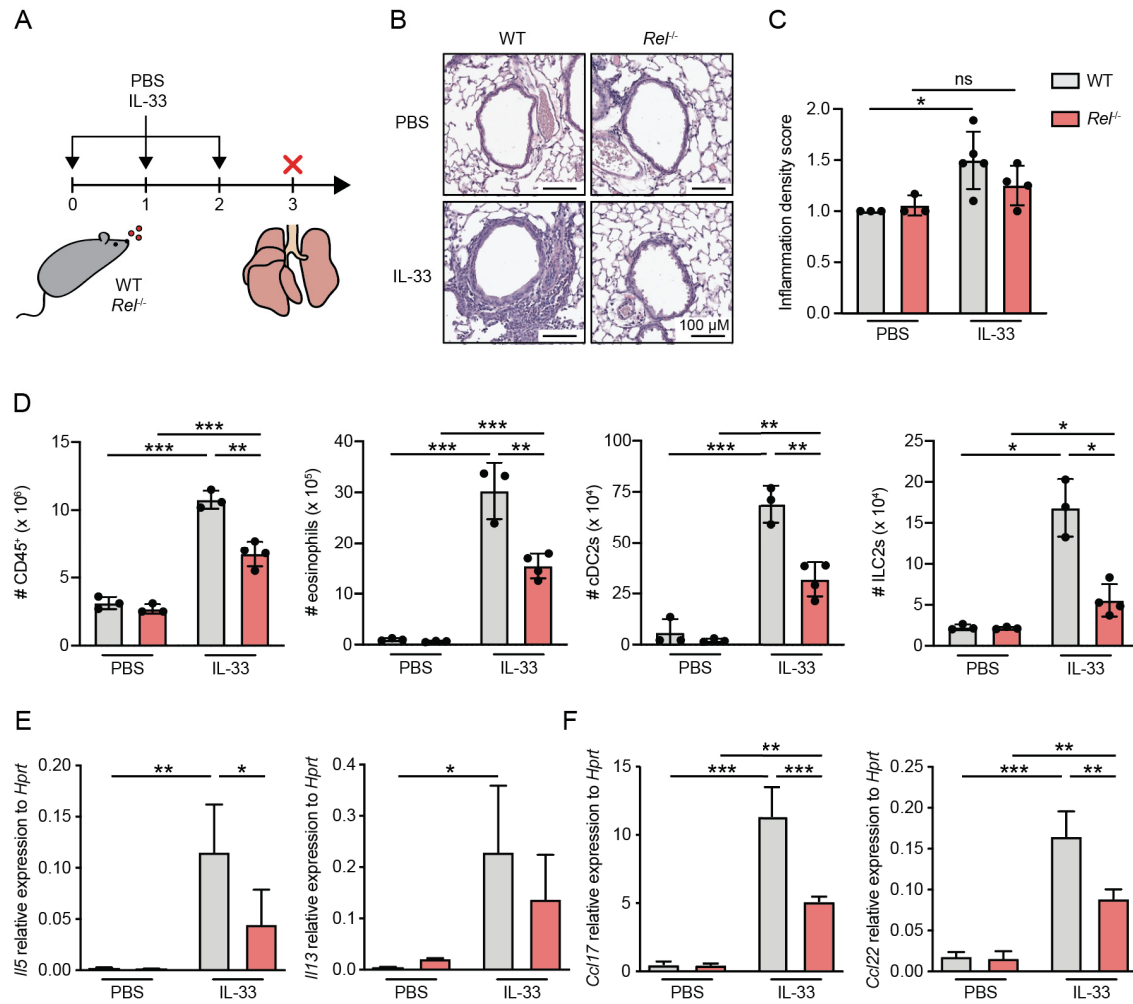 A
PBS
IL-33
0 1 2 3
WT
Rel-/-
B
WT Rel-/-
PBS
IL-33
100 µM
C
WT
Rel-/-
Inflammation density score
2.0
1.5
1.0
0.5
0.0
* ns
PBS IL-33
D
# CD45+ (x 10⁶)
15
10
5
0
***
*** **
PBS IL-33
# eosinophils (x 10⁵)
40
30
20
10
0
***
*** **
PBS IL-33
# cDC2s (x 10⁴)
100
75
50
25
0
**
*** **
PBS IL-33
# ILC2s (x 10⁴)
25
20
15
10
5
0
*
* *
PBS IL-33
E
Il5 relative expression to Hprt
0.20
0.15
0.10
0.05
0.00
** *
PBS IL-33
Il13 relative expression to Hprt
0.4
0.3
0.2
0.1
0.0
*
PBS IL-33
F
Ccl17 relative expression to Hprt
15
10
5
0
**
*** ***
PBS IL-33
Ccl22 relative expression to Hprt
0.25
0.20
0.15
0.10
0.05
0.00
**
*** **
PBS IL-33